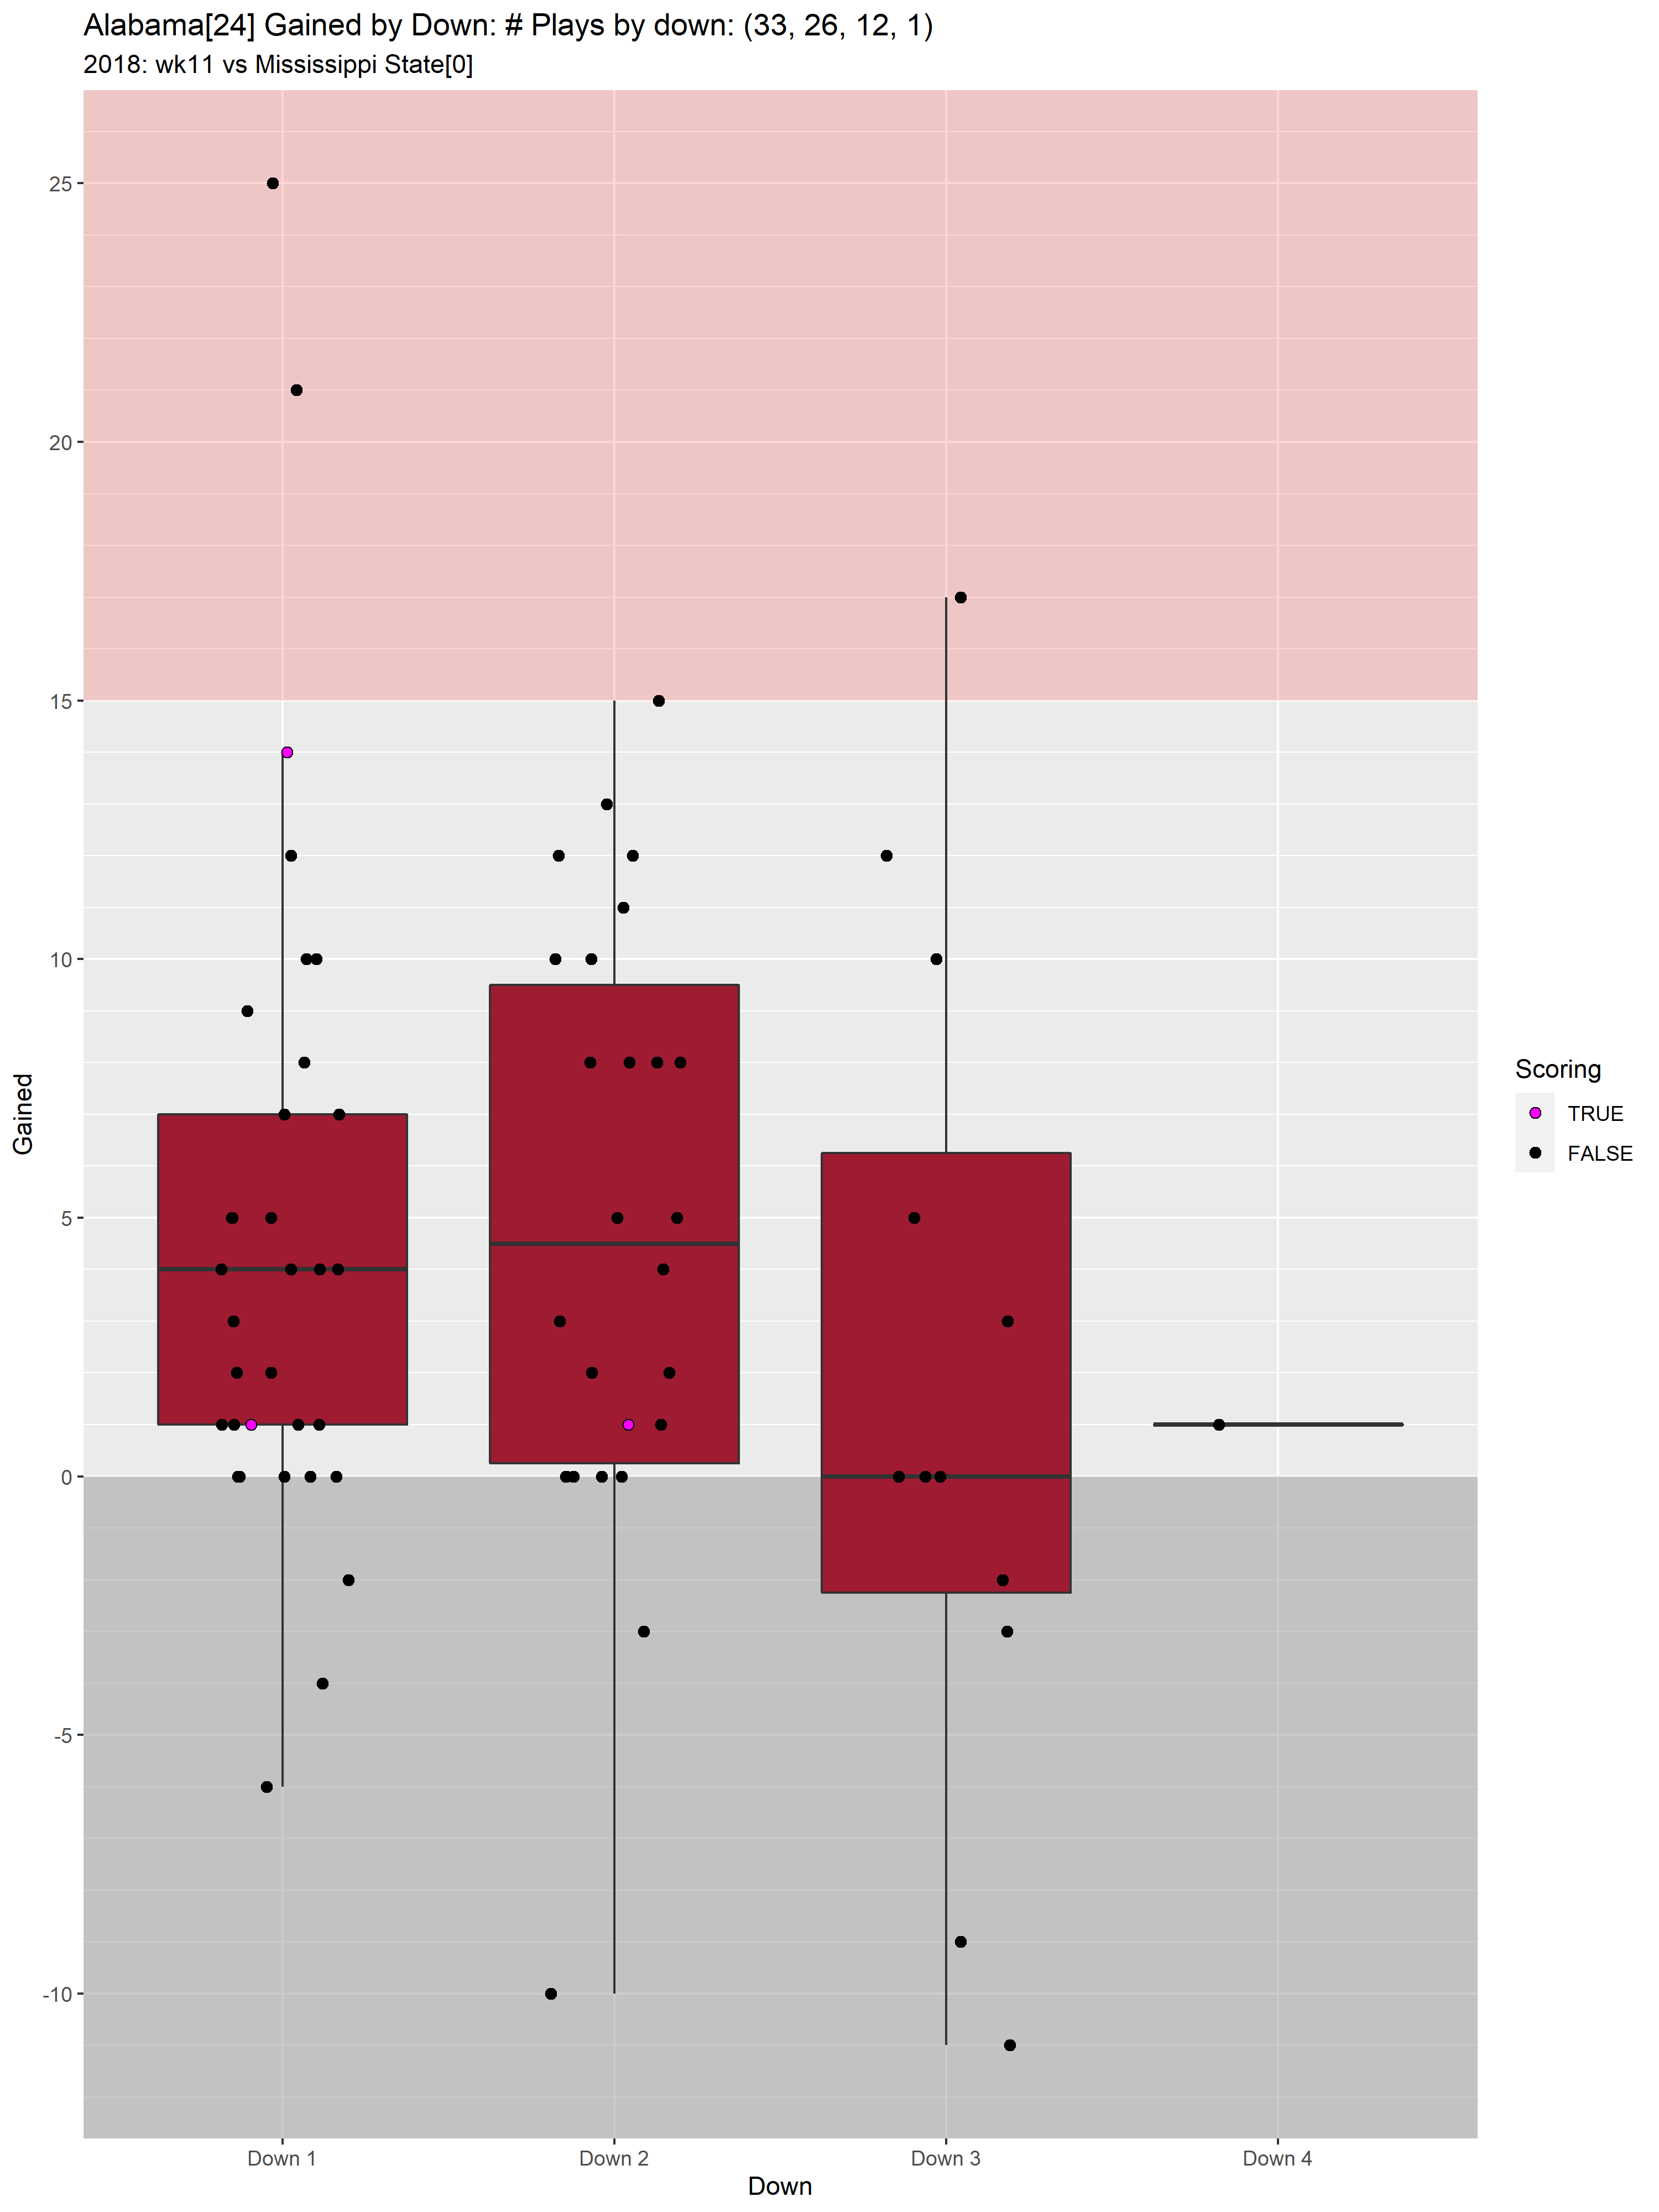 Alabama[24] Gained by Down: # Plays by down: (33, 26, 12, 1)
2018: wk11 vs Mississippi State[0]
Gained
25
20
15
10
5
0
-5
-10
Down 1
Down 2
Down 3
Down 4
Down
Scoring
TRUE
FALSE